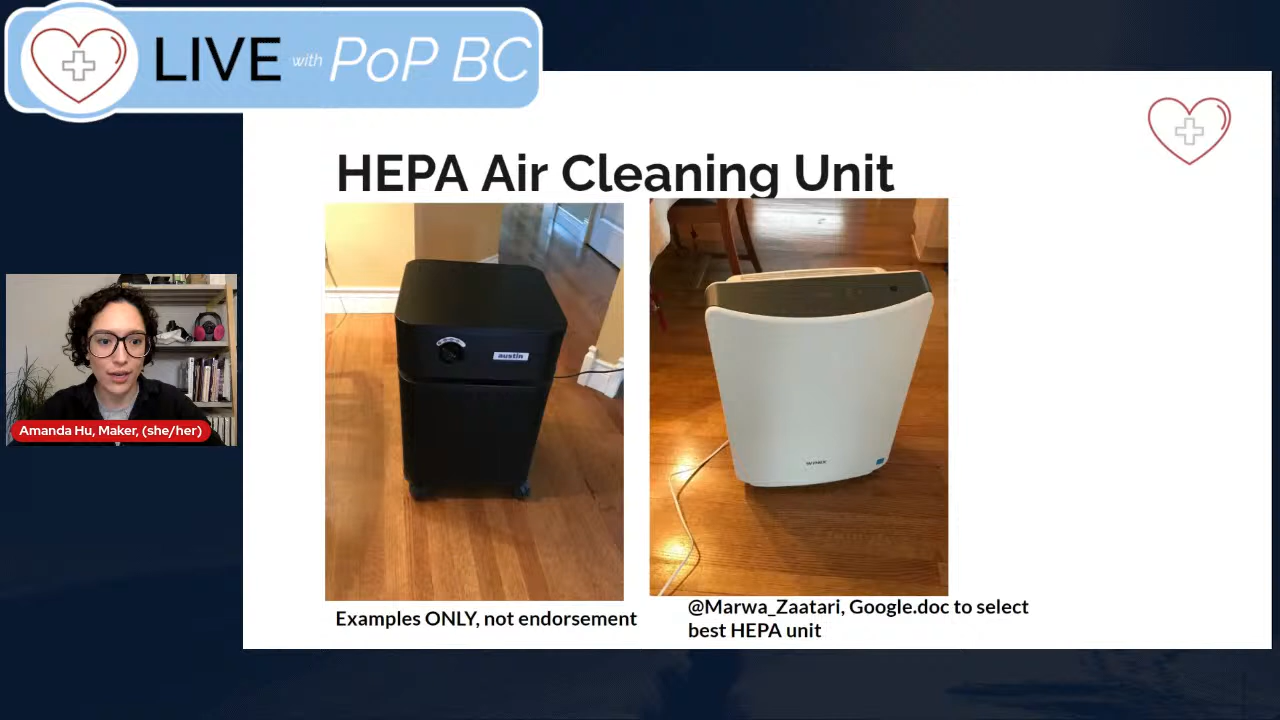 LIVE with PoP BC
HEPA Air Cleaning Unit
austin
WINIX
Amanda Hu, Maker, (she/her)
Examples ONLY, not endorsement
@Marwa_Zaatari, Google.doc to select
best HEPA unit